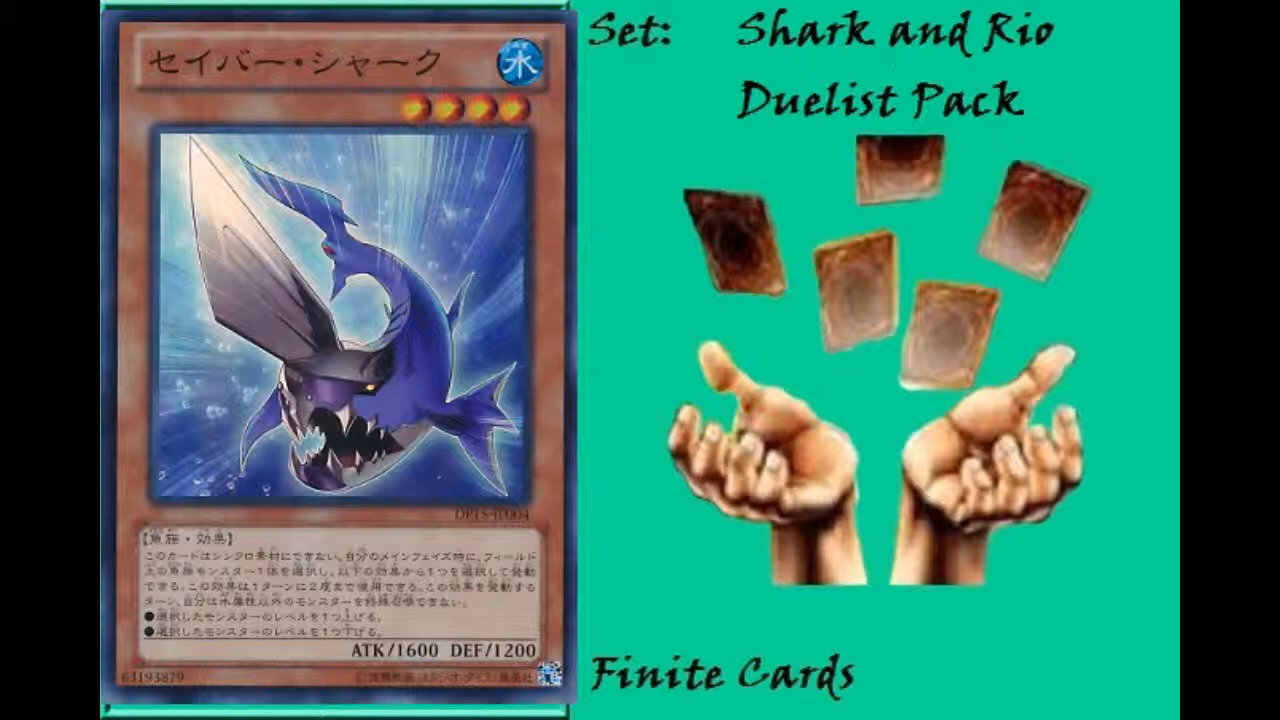 セイバー・シャーク
水
【魚族・効果】
このカードはシンクロ素材にできない。自分のメインフェイズ時に、フィールド
上の魚族モンスター1体を選択し、以下の効果から1つを選択して発動
できる。この効果は1ターンに2度まで使用できる。この効果を発動する
ターン、自分は水属性以外のモンスターを特殊召喚できない。
●選択したモンスターのレベルを1つ上げる。
●選択したモンスターのレベルを1つ下げる。
ATK/1600 DEF/1200
63193879
Set: Shark and Rio
Duelist Pack
Finite Cards